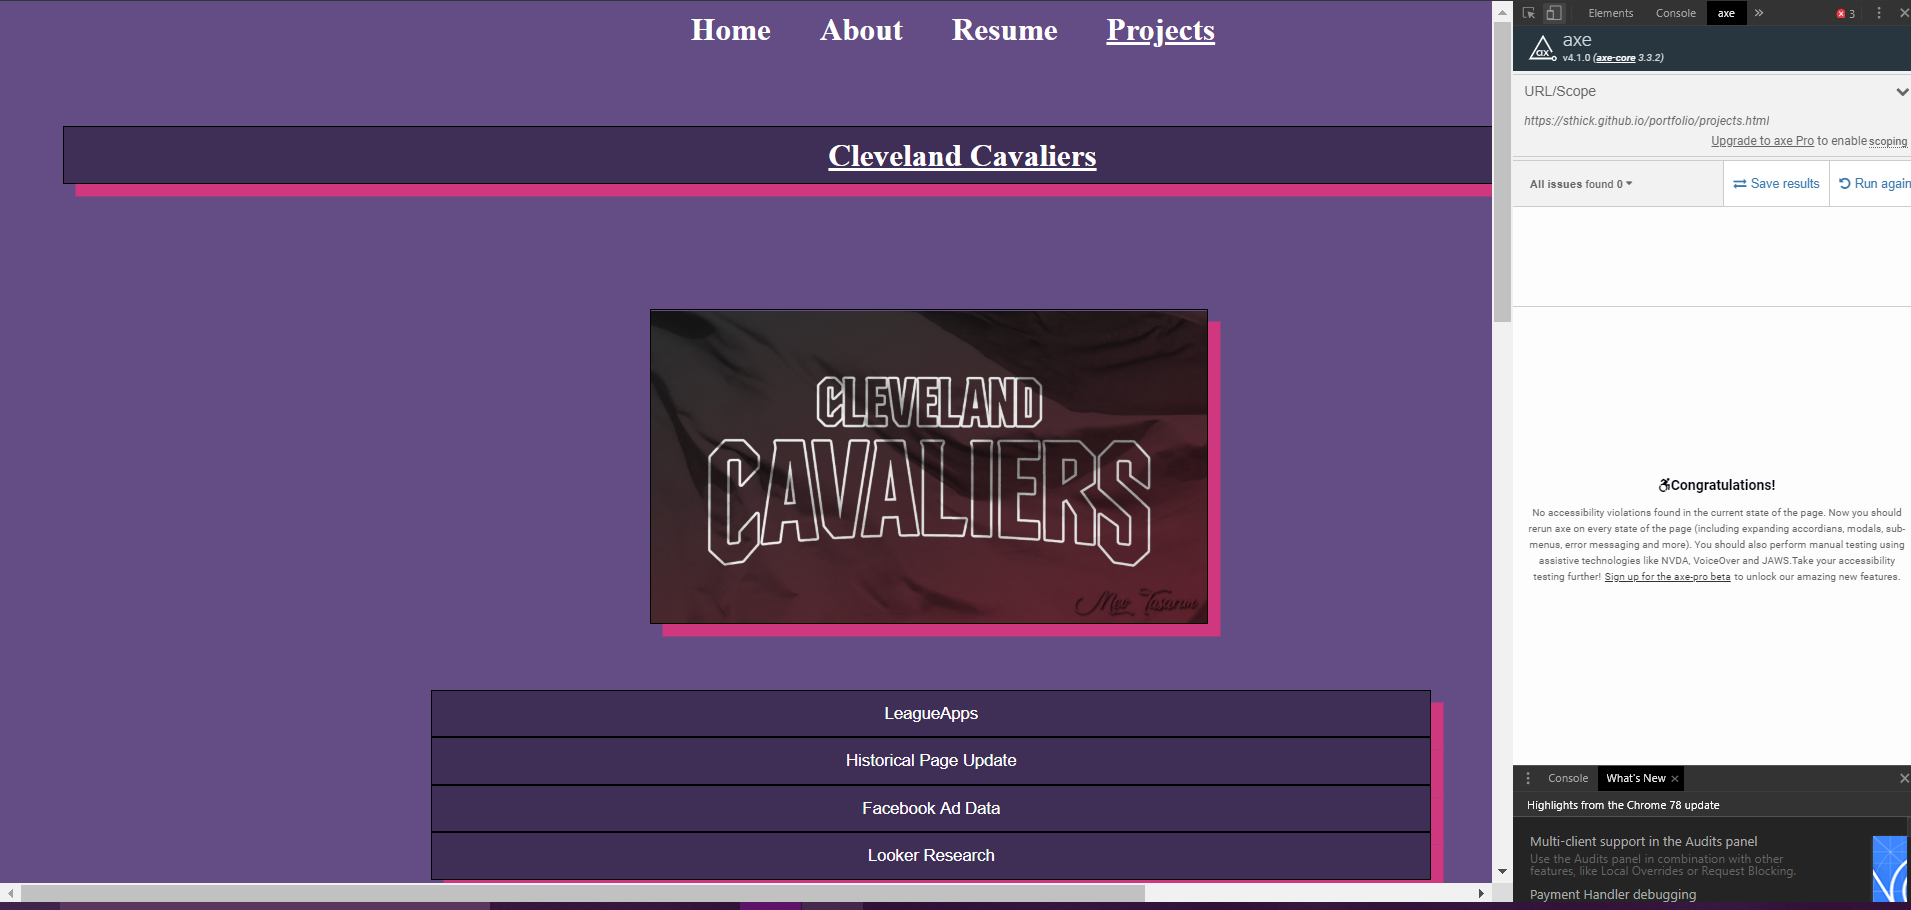 Home About Resume Projects
Cleveland Cavaliers
CLEVELAND
CAVALIERS
Mev Tasarım
LeagueApps
Historical Page Update
Facebook Ad Data
Looker Research
Elements Console axe » 3
ax
axe
v4.1.0 (axe-core 3.3.2)
URL/Scope
https://sthick.github.io/portfolio/projects.html
Upgrade to axe Pro to enable scoping
All issues found 0
Save results
Run again
Congratulations!
No accessibility violations found in the current state of the page. Now you should
rerun axe on every state of the page (including expanding accordians, modals, sub-
menus, error messaging and more). You should also perform manual testing using
assistive technologies like NVDA, VoiceOver and JAWS.Take your accessibility
testing further! Sign up for the axe-pro beta to unlock our amazing new features.
Console What's New
Highlights from the Chrome 78 update
Multi-client support in the Audits panel
Use the Audits panel in combination with other
features, like Local Overrides or Request Blocking.
Payment Handler debugging